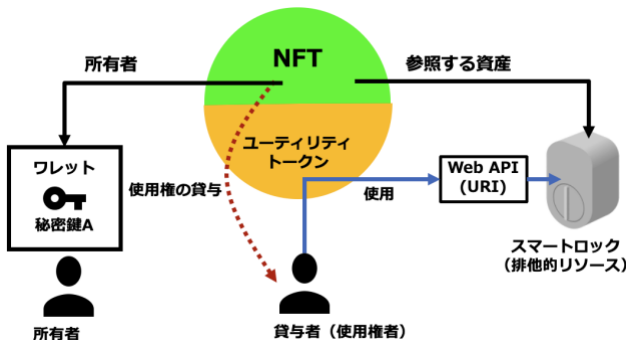 NFT
所有者
参照する資産
ユーティリティ
トークン
ワレット
秘密鍵A
使用権の貸与
使用
Web API
(URI)
スマートロック
（排他的リソース）
所有者
貸与者（使用権者）